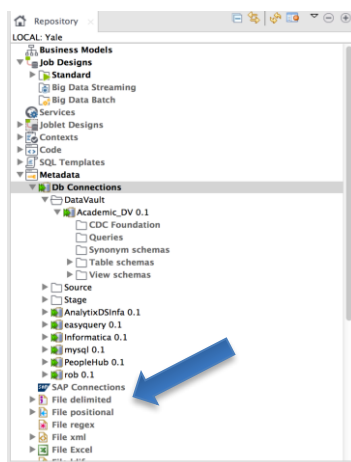 Repository
LOCAL: Yale
Business Models
Job Designs
Standard
Big Data Streaming
Big Data Batch
Services
Joblet Designs
Contexts
Code
SQL Templates
Metadata
Db Connections
DataVault
Academic_DV 0.1
CDC Foundation
Queries
Synonym schemas
Table schemas
View schemas
Source
Stage
AnalytixDSInfa 0.1
easyquery 0.1
Informatica 0.1
mysql 0.1
PeopleHub 0.1
rob 0.1
SAP Connections
File delimited
File positional
File regex
File xml
File Excel